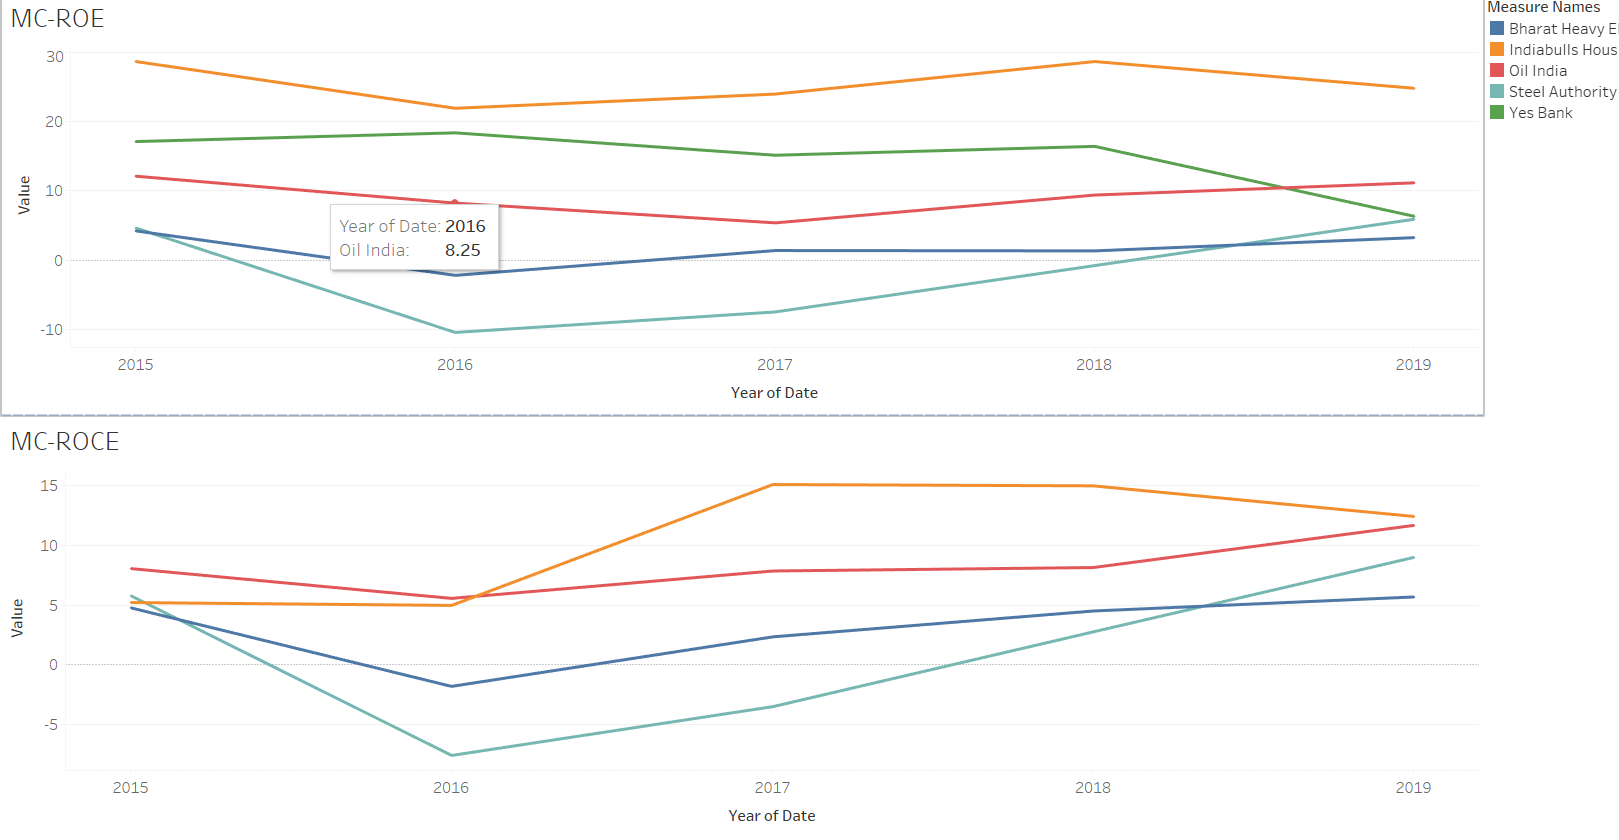 MC-ROE
30
20
10
0
-10
Value
Year of Date: 2016
Oil India: 8.25
2015 2016 2017 2018 2019
Year of Date
Measure Names
Bharat Heavy E
Indiabulls Hous
Oil India
Steel Authority
Yes Bank
MC-ROCE
15
10
5
0
-5
Value
2015 2016 2017 2018 2019
Year of Date